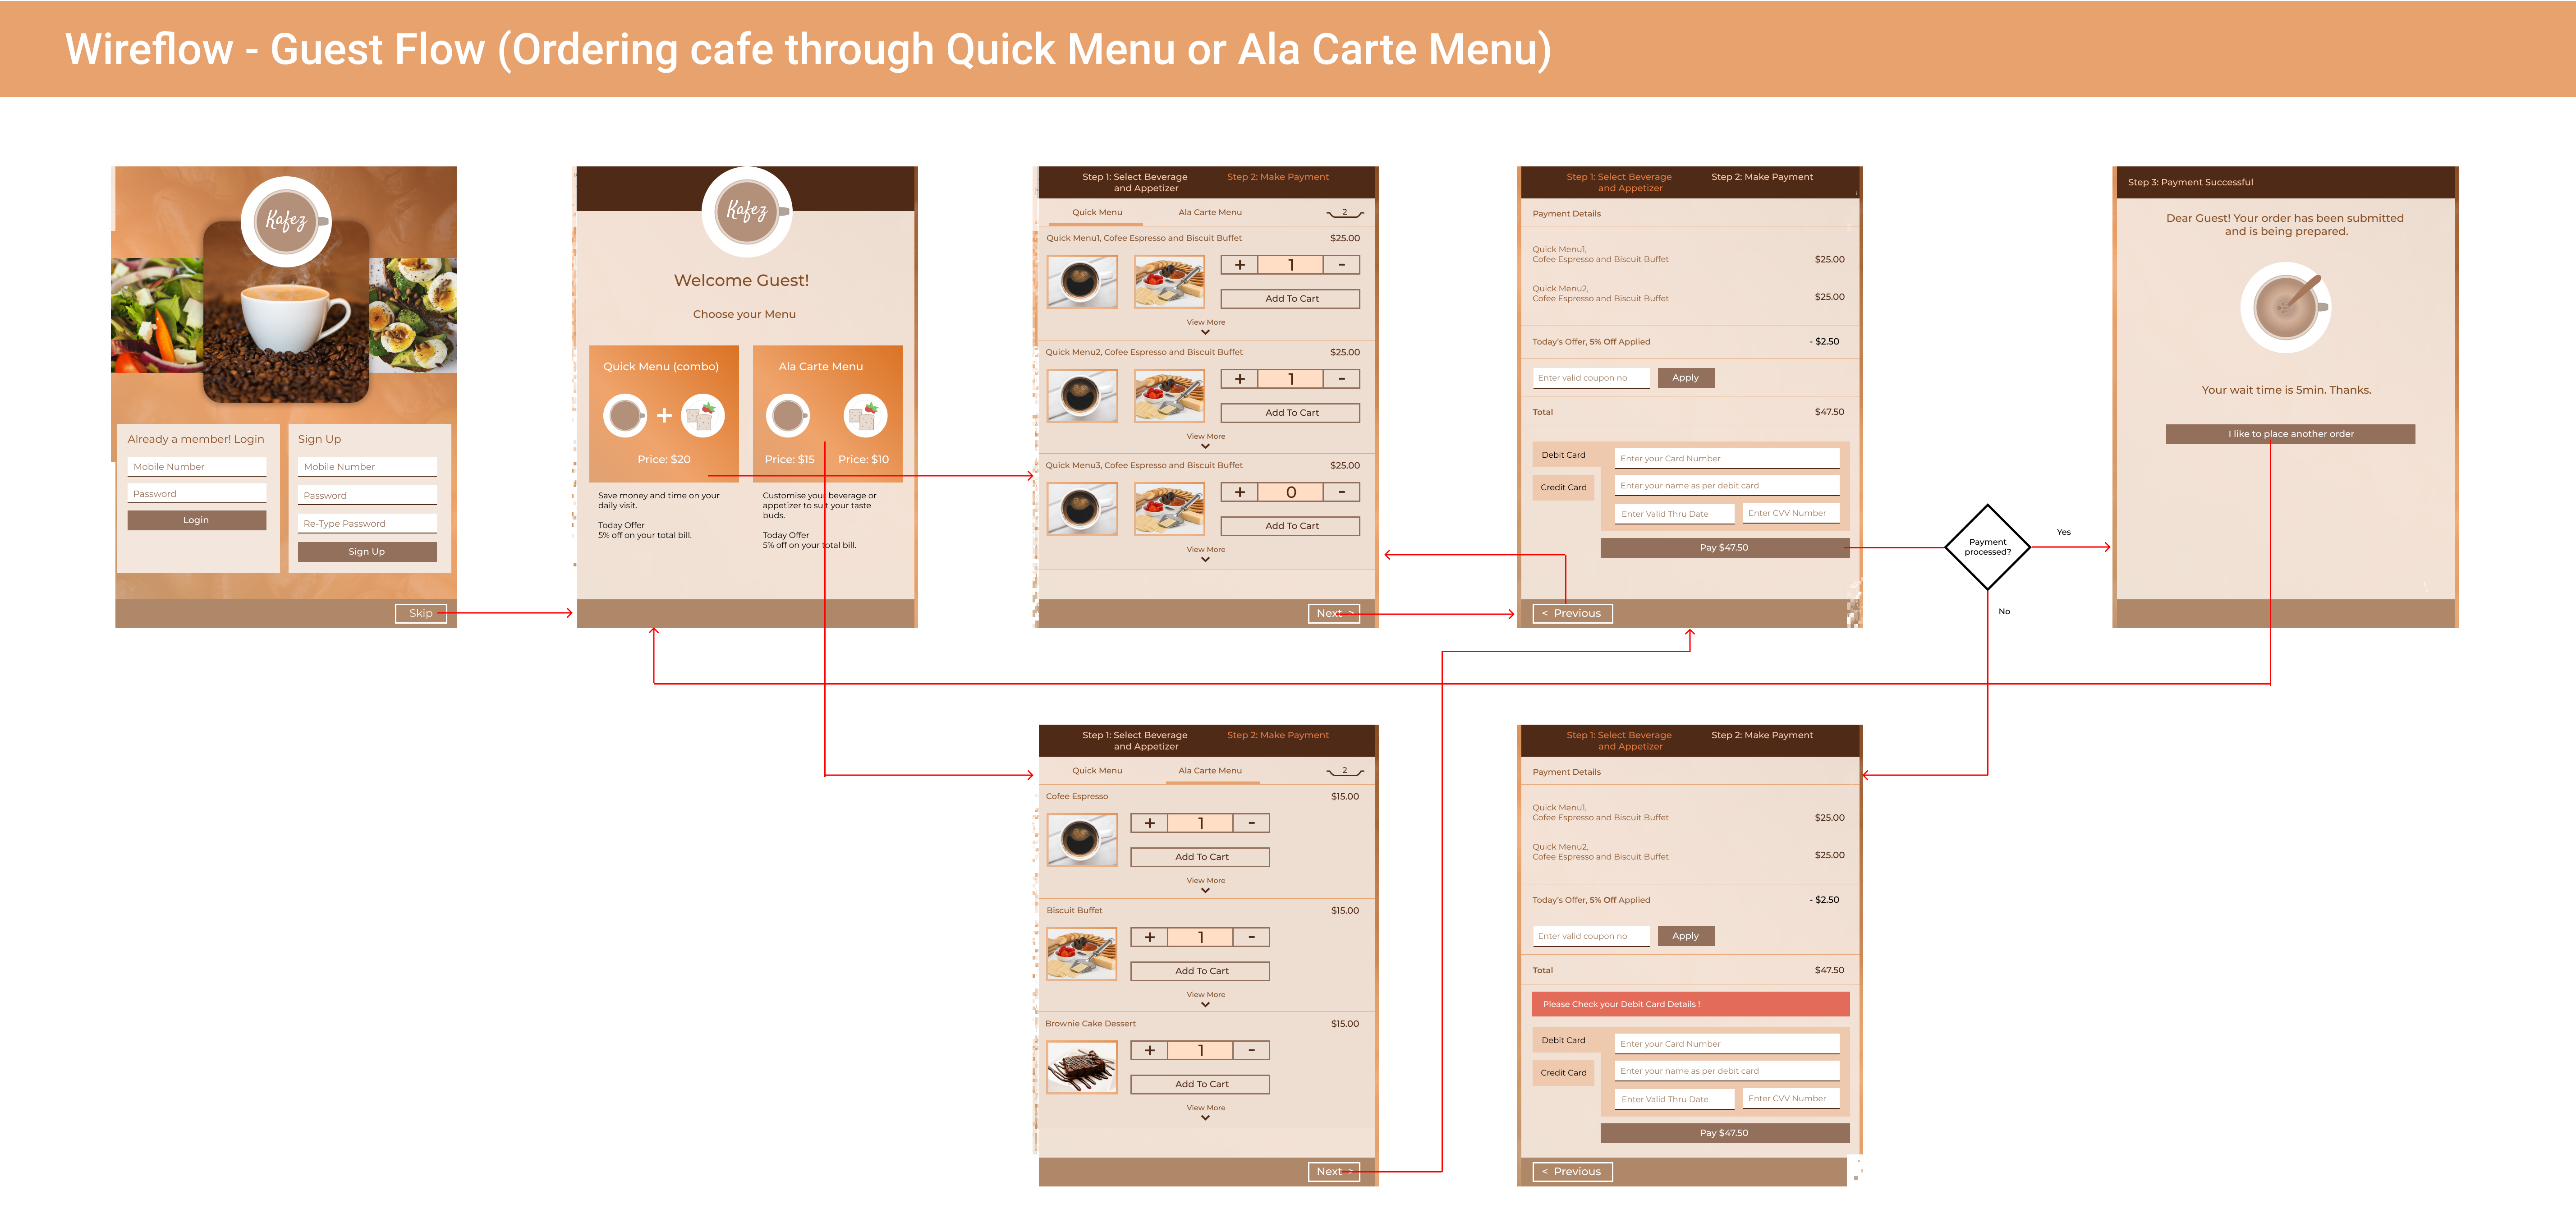 Wireflow - Guest Flow (Ordering cafe through Quick Menu or Ala Carte Menu)
Kafez
Already a member! Login
Mobile Number
Password
Login
Sign Up
Mobile Number
Password
Re-Type Password
Sign Up
Skip
Kafez
Welcome Guest!
Choose your Menu
Quick Menu (combo)
+
Price: $20
Save money and time on your
daily visit.
Today Offer
5% off on your total bill.
Ala Carte Menu
Price: $15 Price: $10
Customise your beverage or
appetizer to suit your taste
buds.
Today Offer
5% off on your total bill.
Step 1: Select Beverage
and Appetizer
Step 2: Make Payment
Quick Menu Ala Carte Menu 2
Quick Menu1, Cofee Espresso and Biscuit Buffet $25.00
+ 1 -
Add To Cart
View More
Quick Menu2, Cofee Espresso and Biscuit Buffet $25.00
+ 1 -
Add To Cart
View More
Quick Menu3, Cofee Espresso and Biscuit Buffet $25.00
+ 0 -
Add To Cart
View More
Next >
Step 1: Select Beverage
and Appetizer
Step 2: Make Payment
Payment Details
Quick Menu1,
Cofee Espresso and Biscuit Buffet $25.00
Quick Menu2,
Cofee Espresso and Biscuit Buffet $25.00
Today's Offer, 5% Off Applied - $2.50
Enter valid coupon no Apply
Total $47.50
Debit Card
Credit Card
Enter your Card Number
Enter your name as per debit card
Enter Valid Thru Date Enter CVV Number
Pay $47.50
< Previous
Payment
processed?
Yes
No
Step 3: Payment Successful
Dear Guest! Your order has been submitted
and is being prepared.
Your wait time is 5min. Thanks.
I like to place another order
Step 1: Select Beverage
and Appetizer
Step 2: Make Payment
Quick Menu Ala Carte Menu 2
Cofee Espresso $15.00
+ 1 -
Add To Cart
View More
Biscuit Buffet $15.00
+ 1 -
Add To Cart
View More
Brownie Cake Dessert $15.00
+ 1 -
Add To Cart
View More
Next >
Step 1: Select Beverage
and Appetizer
Step 2: Make Payment
Payment Details
Quick Menu1,
Cofee Espresso and Biscuit Buffet $25.00
Quick Menu2,
Cofee Espresso and Biscuit Buffet $25.00
Today's Offer, 5% Off Applied - $2.50
Enter valid coupon no Apply
Total $47.50
Please Check your Debit Card Details !
Debit Card
Credit Card
Enter your Card Number
Enter your name as per debit card
Enter Valid Thru Date Enter CVV Number
Pay $47.50
< Previous